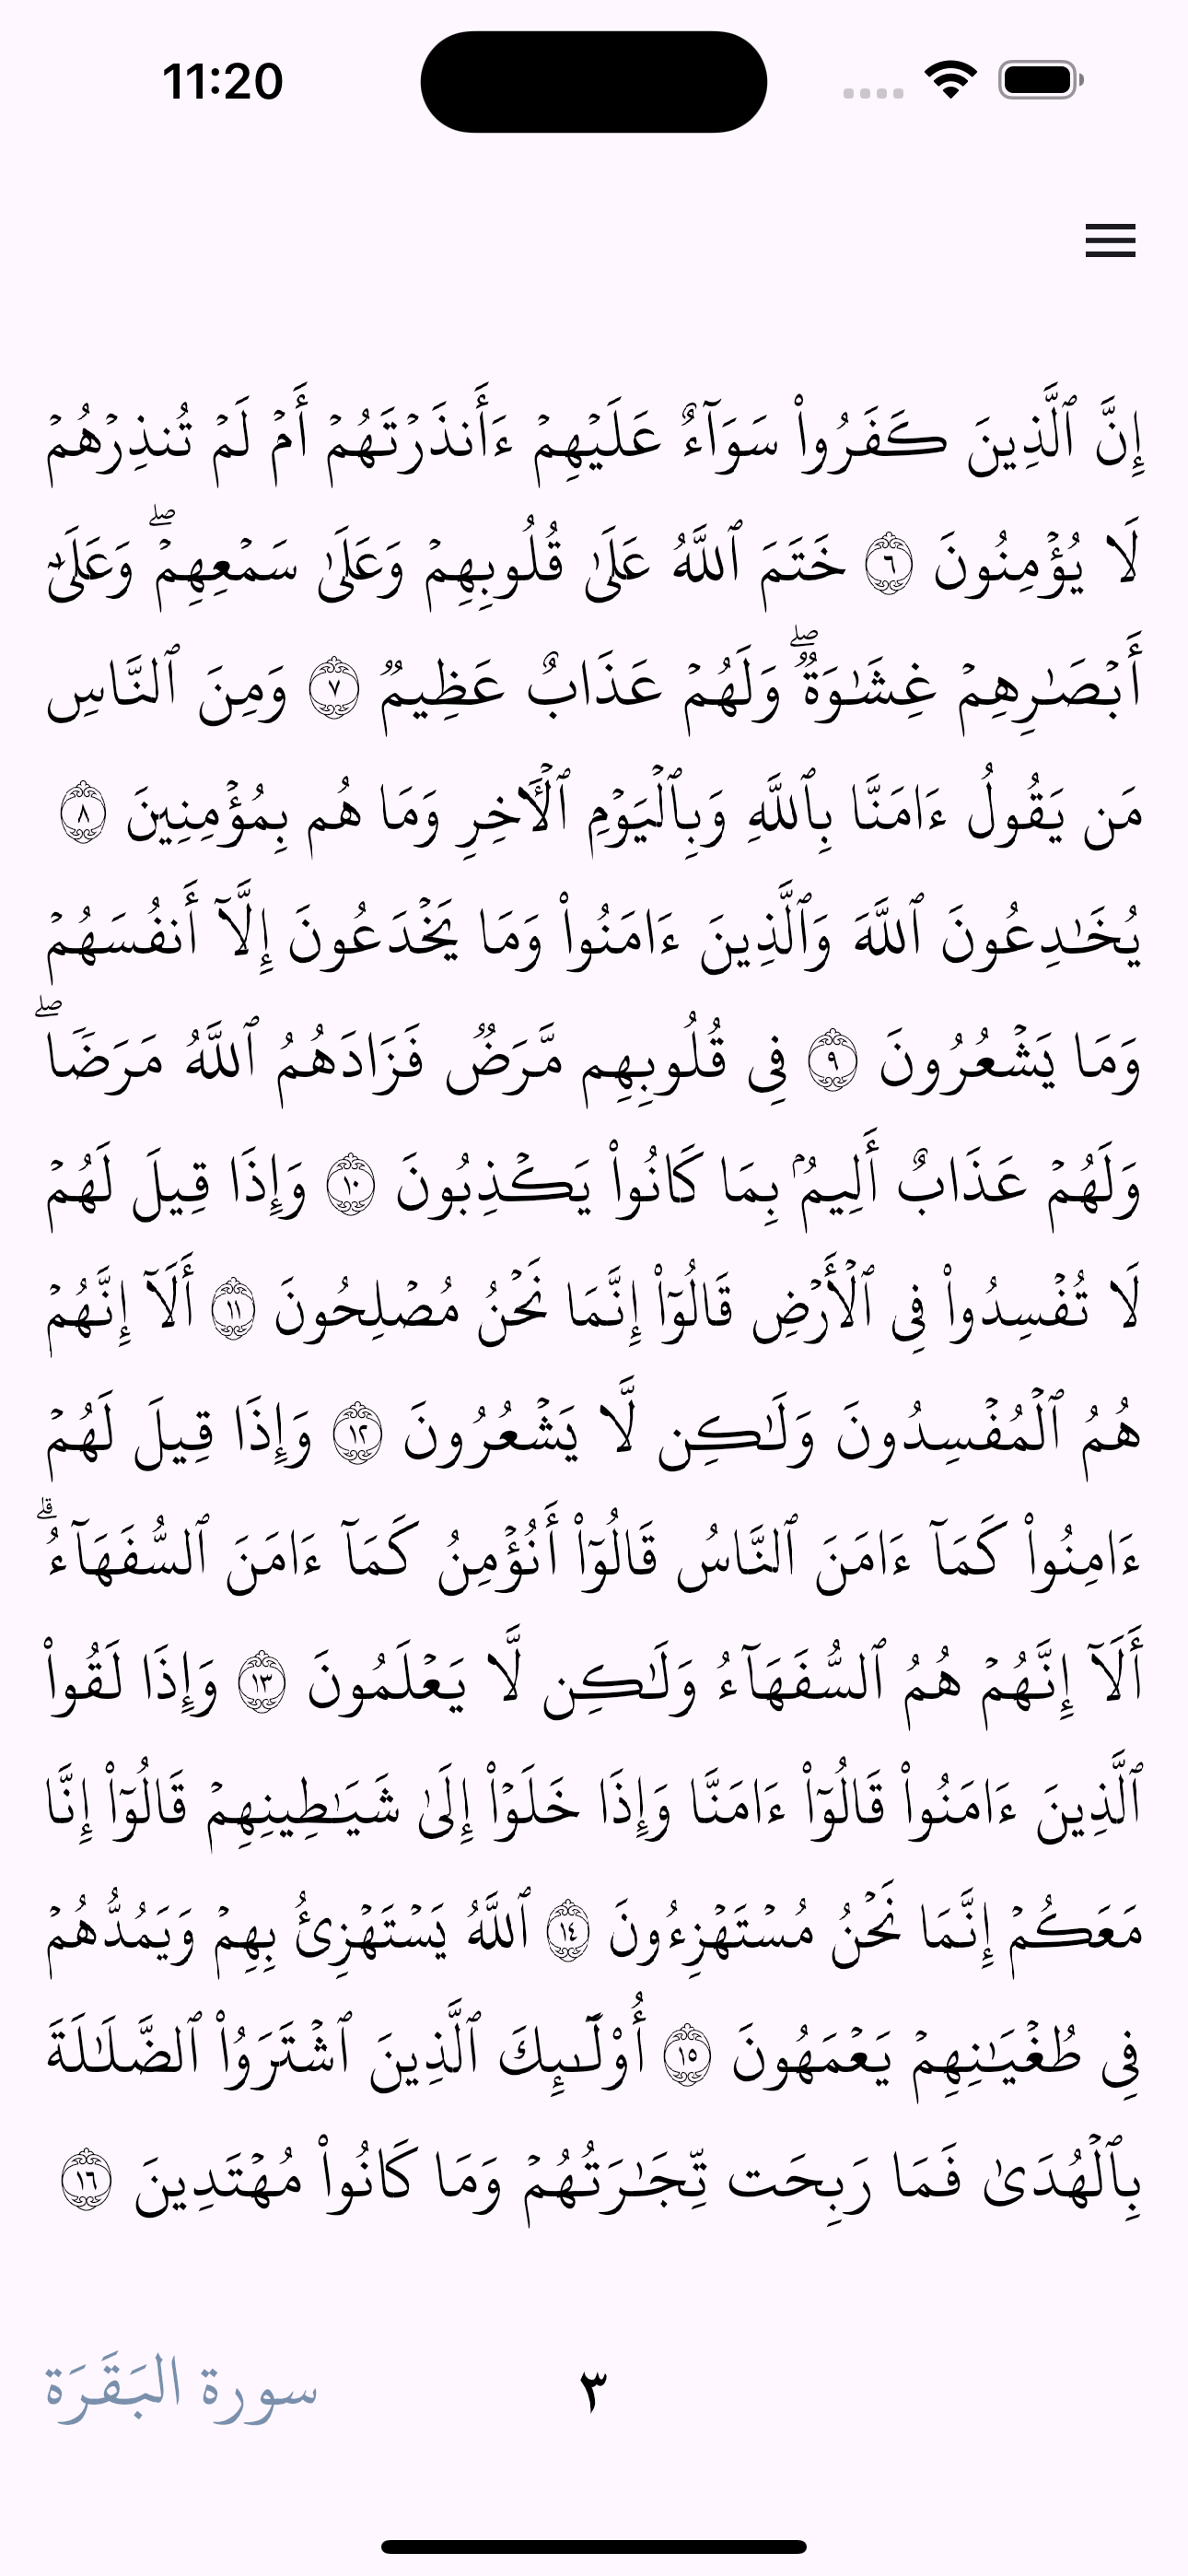 11:20
إِنَّ ٱلَّذِينَ كَفَرُوا۟ سَوَآءٌ عَلَيْهِمْ ءَأَنذَرْتَهُمْ أَمْ لَمْ تُنذِرْهُمْ
لَا يُؤْمِنُونَ ٦ خَتَمَ ٱللَّهُ عَلَىٰ قُلُوبِهِمْ وَعَلَىٰ سَمْعِهِمْ ۖ وَعَلَىٰٓ
أَبْصَـٰرِهِمْ غِشَـٰوَةٌ ۖ وَلَهُمْ عَذَابٌ عَظِيمٌ ٧ وَمِنَ ٱلنَّاسِ
مَن يَقُولُ ءَامَنَّا بِٱللَّهِ وَبِٱلْيَوْمِ ٱلْـَٔاخِرِ وَمَا هُم بِمُؤْمِنِينَ ٨
يُخَـٰدِعُونَ ٱللَّهَ وَٱلَّذِينَ ءَامَنُوا۟ وَمَا يَخْدَعُونَ إِلَّآ أَنفُسَهُمْ
وَمَا يَشْعُرُونَ ٩ فِى قُلُوبِهِم مَّرَضٌ فَزَادَهُمُ ٱللَّهُ مَرَضًا ۖ
وَلَهُمْ عَذَابٌ أَلِيمٌۢ بِمَا كَانُوا۟ يَكْذِبُونَ ١٠ وَإِذَا قِيلَ لَهُمْ
لَا تُفْسِدُوا۟ فِى ٱلْأَرْضِ قَالُوٓا۟ إِنَّمَا نَحْنُ مُصْلِحُونَ ١١ أَلَآ إِنَّهُمْ
هُمُ ٱلْمُفْسِدُونَ وَلَـٰكِن لَّا يَشْعُرُونَ ١٢ وَإِذَا قِيلَ لَهُمْ
ءَامِنُوا۟ كَمَآ ءَامَنَ ٱلنَّاسُ قَالُوٓا۟ أَنُؤْمِنُ كَمَآ ءَامَنَ ٱلسُّفَهَآءُ ۗ
أَلَآ إِنَّهُمْ هُمُ ٱلسُّفَهَآءُ وَلَـٰكِن لَّا يَعْلَمُونَ ١٣ وَإِذَا لَقُوا۟
ٱلَّذِينَ ءَامَنُوا۟ قَالُوٓا۟ ءَامَنَّا وَإِذَا خَلَوْا۟ إِلَىٰ شَيَـٰطِينِهِمْ قَالُوٓا۟ إِنَّا
مَعَكُمْ إِنَّمَا نَحْنُ مُسْتَهْزِءُونَ ١٤ ٱللَّهُ يَسْتَهْزِئُ بِهِمْ وَيَمُدُّهُمْ
فِى طُغْيَـٰنِهِمْ يَعْمَهُونَ ١٥ أُو۟لَـٰٓئِكَ ٱلَّذِينَ ٱشْتَرَوُا۟ ٱلضَّلَـٰلَةَ
بِٱلْهُدَىٰ فَمَا رَبِحَت تِّجَـٰرَتُهُمْ وَمَا كَانُوا۟ مُهْتَدِينَ ١٦
٣
سورة البَقَرَة